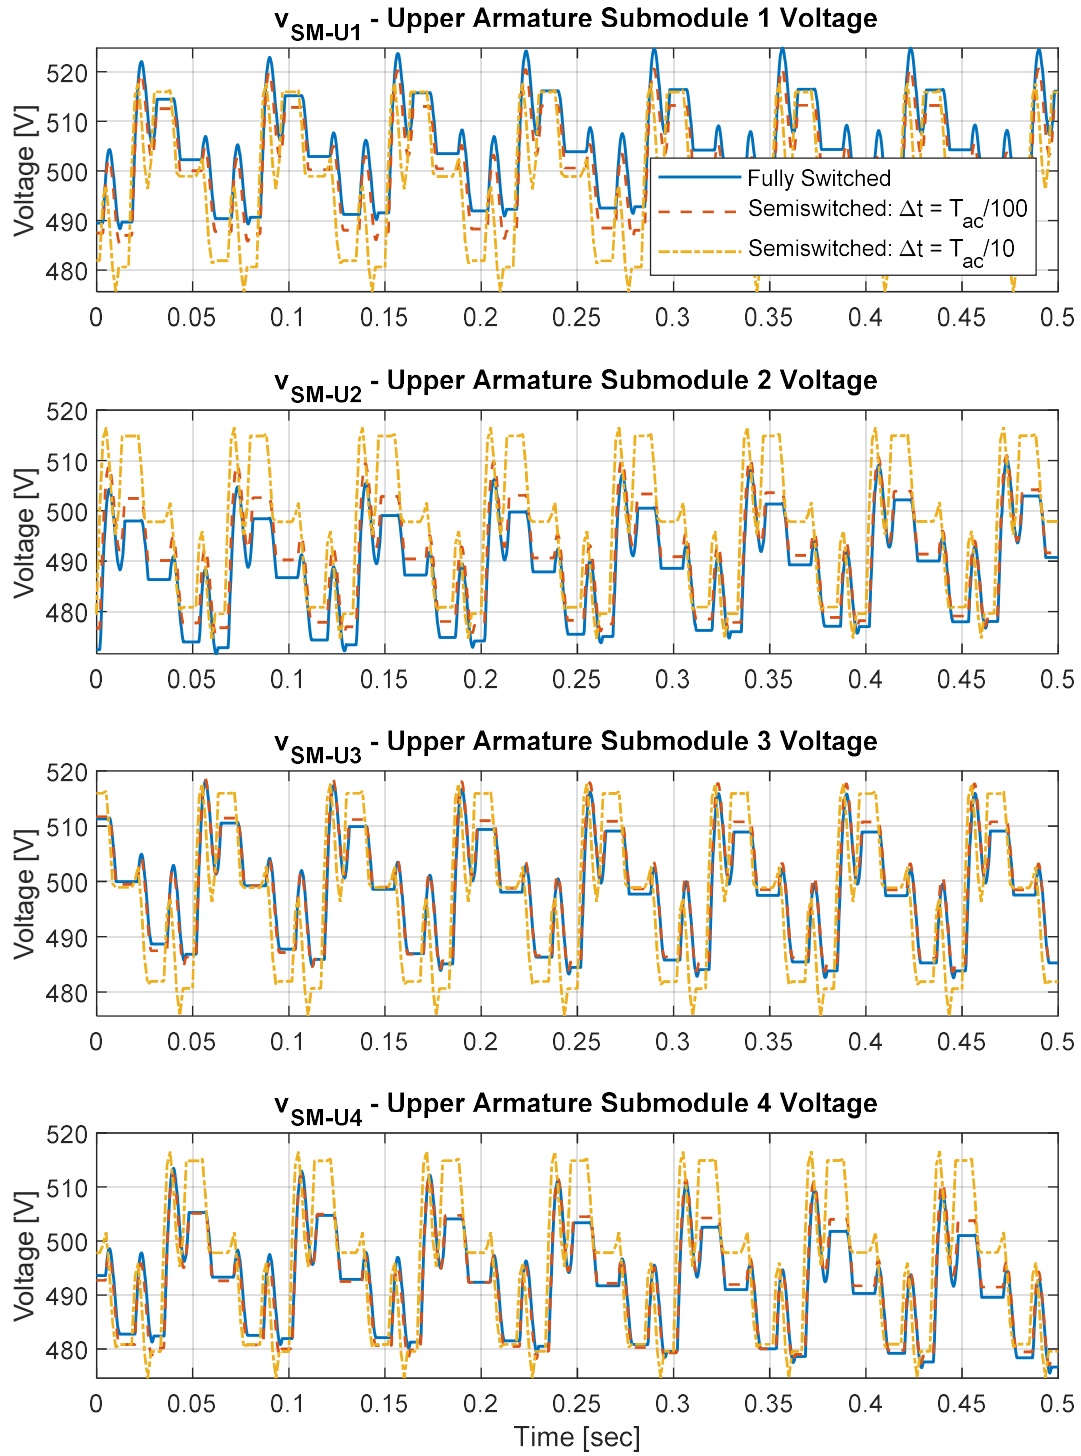 v_SM-U1 - Upper Armature Submodule 1 Voltage
Voltage [V]
520
510
500
490
480
Fully Switched
Semiswitched: Δt = T_ac/100
Semiswitched: Δt = T_ac/10
0 0.05 0.1 0.15 0.2 0.25 0.3 0.35 0.4 0.45 0.5
v_SM-U2 - Upper Armature Submodule 2 Voltage
Voltage [V]
520
510
500
490
480
0 0.05 0.1 0.15 0.2 0.25 0.3 0.35 0.4 0.45 0.5
v_SM-U3 - Upper Armature Submodule 3 Voltage
Voltage [V]
520
510
500
490
480
0 0.05 0.1 0.15 0.2 0.25 0.3 0.35 0.4 0.45 0.5
v_SM-U4 - Upper Armature Submodule 4 Voltage
Voltage [V]
520
510
500
490
480
0 0.05 0.1 0.15 0.2 0.25 0.3 0.35 0.4 0.45 0.5
Time [sec]